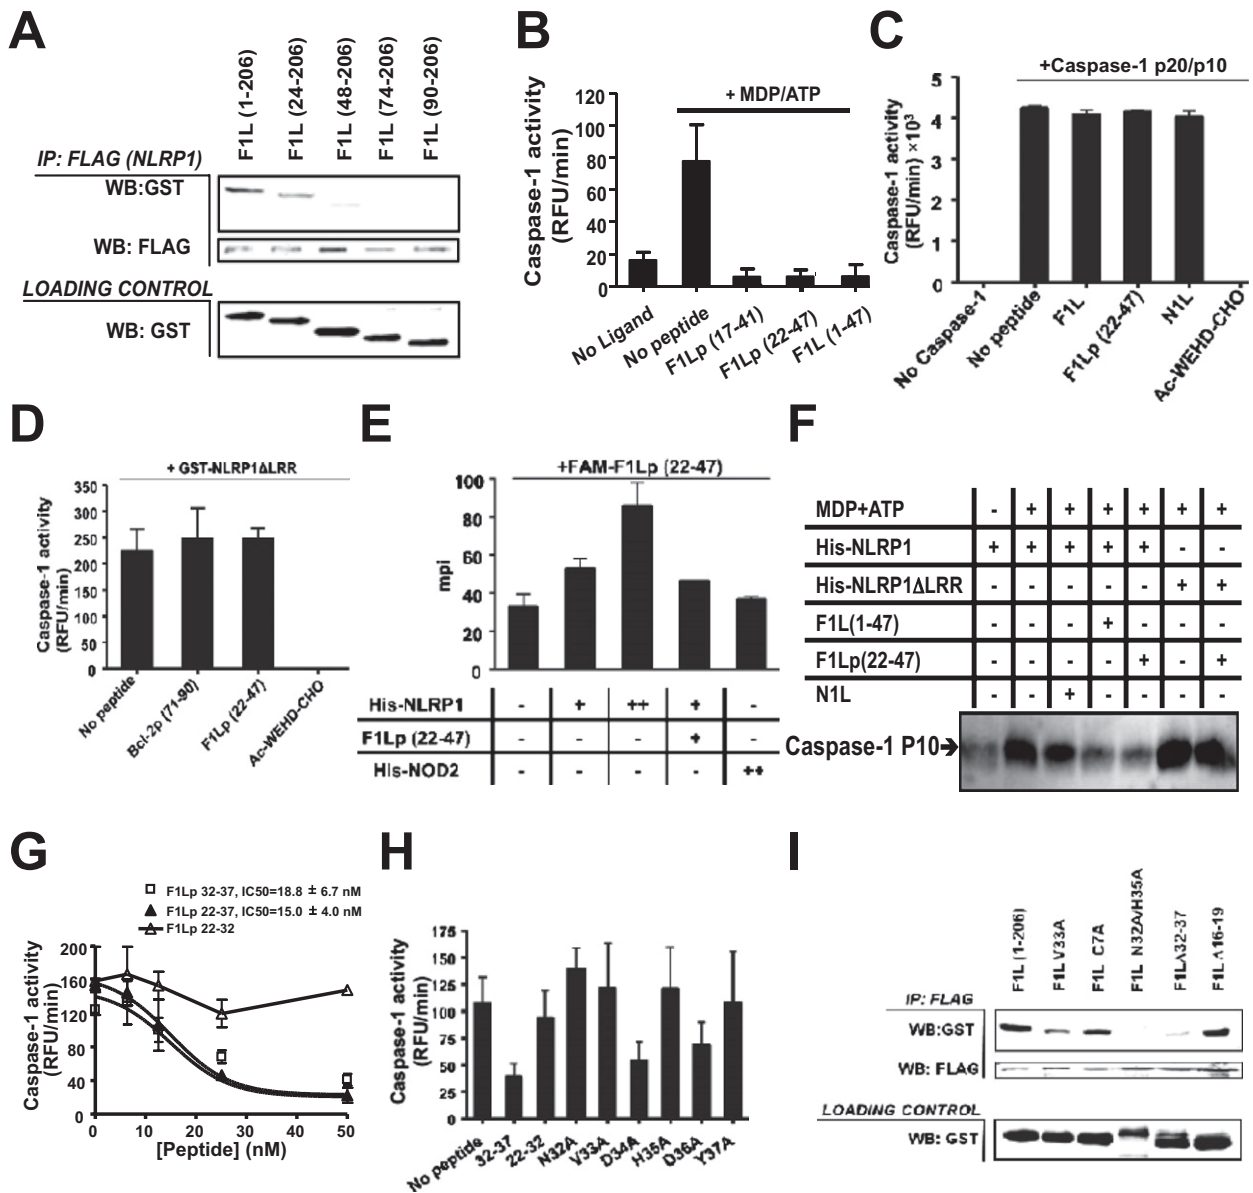 A
F1L (1-206)
F1L (24-206)
F1L (48-206)
F1L (74-206)
F1L (90-206)
IP: FLAG (NLRP1)
WB:GST
WB: FLAG
LOADING CONTROL
WB: GST
B
+ MDP/ATP
Caspase-1 activity
(RFU/min)
120
100
80
60
40
20
0
No Ligand
No peptide
F1Lp (17-41)
F1Lp (22-47)
F1L (1-47)
C
+Caspase-1 p20/p10
Caspase-1 activity
(RFU/min) ×10³
5
4
3
2
1
0
No Caspase-1
No peptide
F1L
F1Lp (22-47)
N1L
Ac-WEHD-CHO
D
+ GST-NLRP1ΔLRR
Caspase-1 activity
(RFU/min)
350
300
250
200
150
100
50
0
No peptide
Bcl-2p (71-90)
F1Lp (22-47)
Ac-WEHD-CHO
E
+FAM-F1Lp (22-47)
mpi
100
80
60
40
20
0
His-NLRP1 - + ++ + -
F1Lp (22-47) - - - + -
His-NOD2 - - - - ++
F
MDP+ATP - + + + + + +
His-NLRP1 + + + + + - -
His-NLRP1ΔLRR - - - - - + +
F1L(1-47) - - - + - - -
F1Lp(22-47) - - - - + - +
N1L - - + - - - -
Caspase-1 P10
G
F1Lp 32-37, IC50=18.8 ± 6.7 nM
F1Lp 22-37, IC50=15.0 ± 4.0 nM
F1Lp 22-32
Caspase-1 activity
(RFU/min)
200
160
120
80
40
0
0 10 20 30 40 50
[Peptide] (nM)
H
Caspase-1 activity
(RFU/min)
175
150
125
100
75
50
25
0
No peptide
32-37
22-32
N32A
V33A
D34A
H35A
Q36A
Y37A
I
F1L (1-206)
F1L V33A
F1L C7A
F1L N32A/H35A
F1LΔ32-37
F1LΔ16-19
IP: FLAG
WB:GST
WB: FLAG
LOADING CONTROL
WB: GST